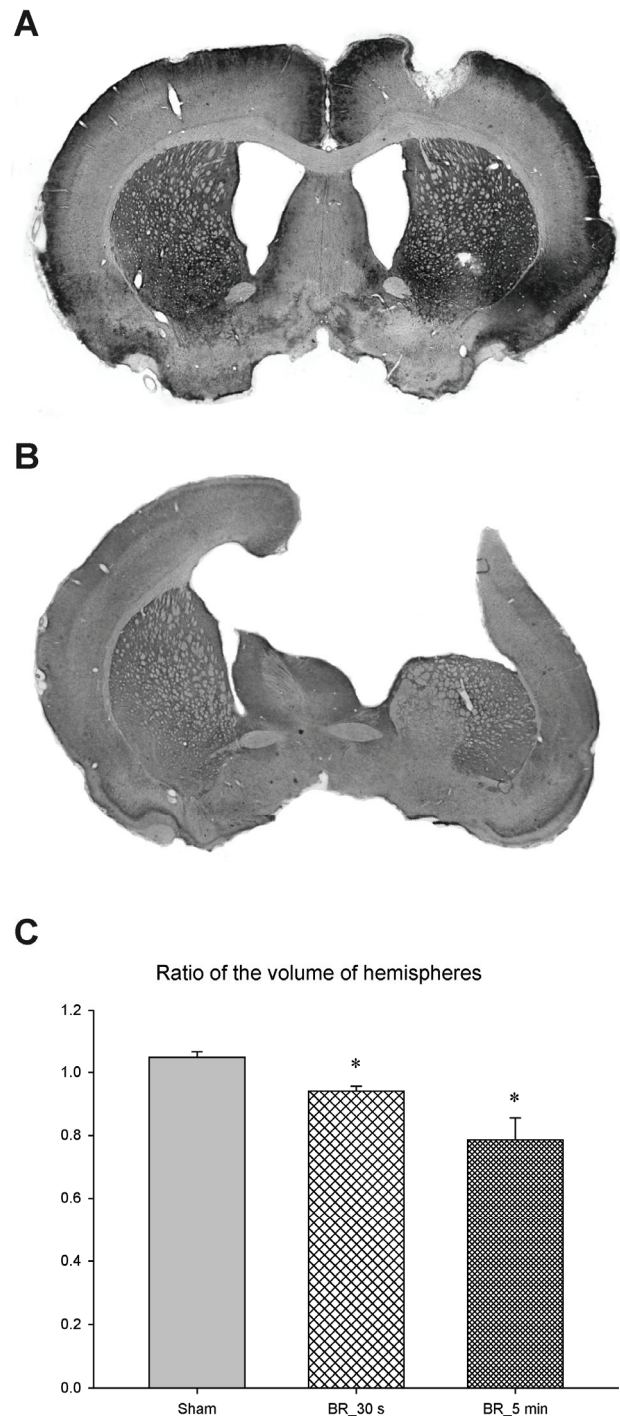 A
B
C
Ratio of the volume of hemispheres
1.2
1.0
0.8
0.6
0.4
0.2
0.0
*
*
Sham BR_30 s BR_5 min